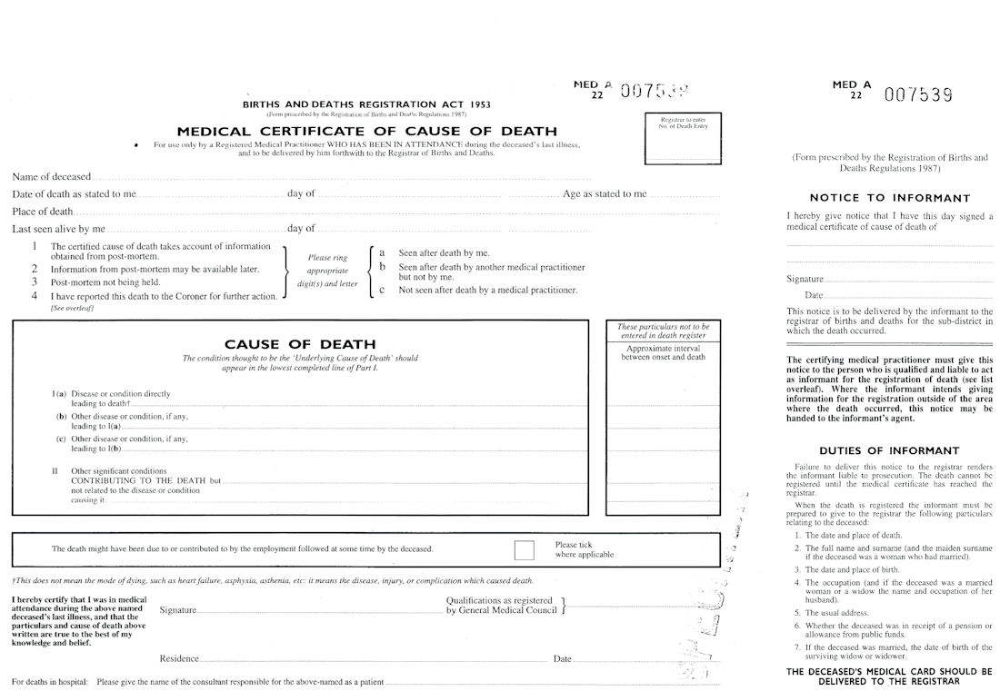 MED A
22 007539
BIRTHS AND DEATHS REGISTRATION ACT 1953
(Form prescribed by the Registration of Births and Deaths Regulations 1987)
MEDICAL CERTIFICATE OF CAUSE OF DEATH
• For use only by a Registered Medical Practitioner WHO HAS BEEN IN ATTENDANCE during the deceased's last illness,
and to be delivered by him forthwith to the Registrar of Births and Deaths.
Registrar to enter
No. of Death Entry
Name of deceased
Date of death as stated to me day of Age as stated to me
Place of death
Last seen alive by me day of
1 The certified cause of death takes account of information
obtained from post-mortem.
2 Information from post-mortem may be available later.
3 Post-mortem not being held.
4 I have reported this death to the Coroner for further action.
[See overleaf]
Please ring
appropriate
digit(s) and letter
a Seen after death by me.
b Seen after death by another medical practitioner
but not by me.
c Not seen after death by a medical practitioner.
CAUSE OF DEATH
The condition thought to be the 'Underlying Cause of Death' should
appear in the lowest completed line of Part I.
These particulars not to be
entered in death register
Approximate interval
between onset and death
I (a) Disease or condition directly
leading to death†
(b) Other disease or condition, if any,
leading to I(a)
(c) Other disease or condition, if any,
leading to I(b)
II Other significant conditions
CONTRIBUTING TO THE DEATH but
not related to the disease or condition
causing it.
The death might have been due to or contributed to by the employment followed at some time by the deceased.
Please tick
where applicable
†This does not mean the mode of dying, such as heart failure, asphyxia, asthenia, etc: it means the disease, injury, or complication which caused death.
I hereby certify that I was in medical
attendance during the above named
deceased's last illness, and that the
particulars and cause of death above
written are true to the best of my
knowledge and belief.
Signature
Qualifications as registered
by General Medical Council
Residence Date
For deaths in hospital: Please give the name of the consultant responsible for the above-named as a patient
MED A
22 007539
(Form prescribed by the Registration of Births and
Deaths Regulations 1987)
NOTICE TO INFORMANT
I hereby give notice that I have this day signed a
medical certificate of cause of death of
Signature
Date
This notice is to be delivered by the informant to the
registrar of births and deaths for the sub-district in
which the death occurred.
The certifying medical practitioner must give this
notice to the person who is qualified and liable to act
as informant for the registration of death (see list
overleaf). Where the informant intends giving
information for the registration outside of the area
where the death occurred, this notice may be
handed to the informant's agent.
DUTIES OF INFORMANT
Failure to deliver this notice to the registrar renders
the informant liable to prosecution. The death cannot be
registered until the medical certificate has reached the
registrar.
When the death is registered the informant must be
prepared to give to the registrar the following particulars
relating to the deceased:
1. The date and place of death.
2. The full name and surname (and the maiden surname
if the deceased was a woman who had married).
3. The date and place of birth.
4. The occupation (and if the deceased was a married
woman or a widow the name and occupation of her
husband).
5. The usual address.
6. Whether the deceased was in receipt of a pension or
allowance from public funds.
7. If the deceased was married, the date of birth of the
surviving widow or widower.
THE DECEASED'S MEDICAL CARD SHOULD BE
DELIVERED TO THE REGISTRAR